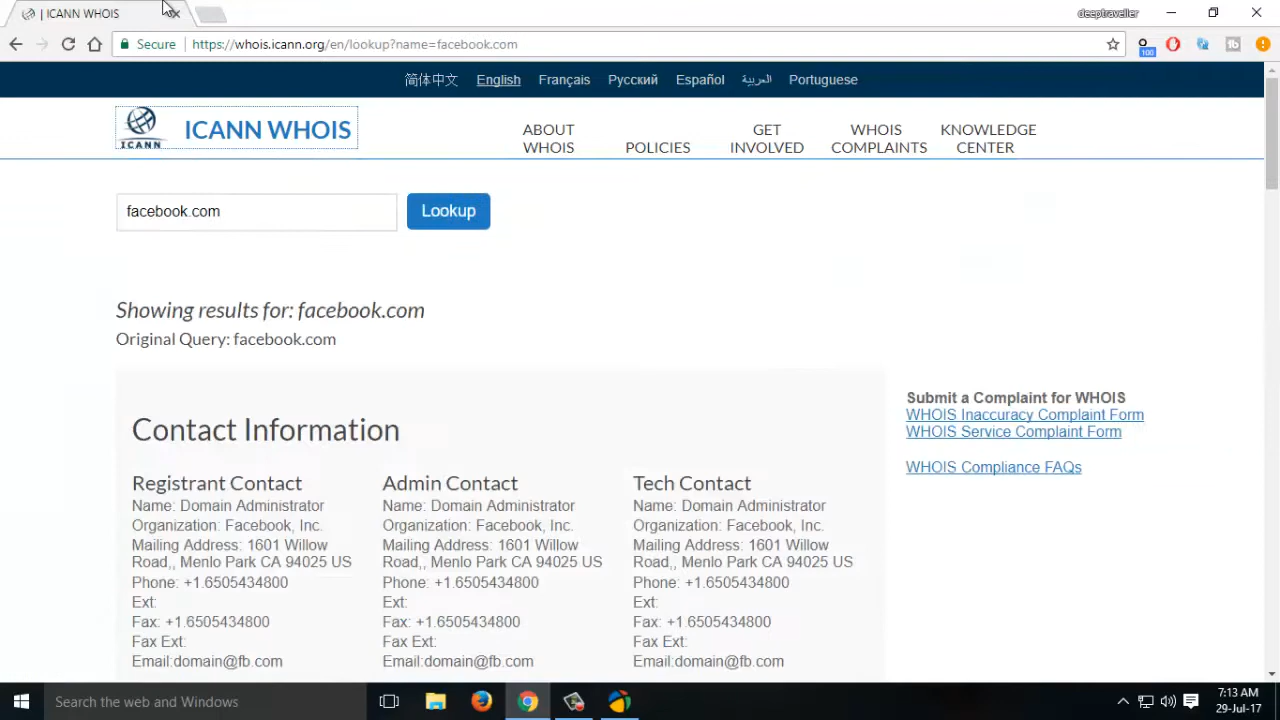 | ICANN WHOIS
deeptraveller
Secure
https://whois.icann.org/en/lookup?name=facebook.com
100
简体中文 English Français Русский Español العربية Portuguese
ICANN
ICANN WHOIS
ABOUT
WHOIS
POLICIES
GET
INVOLVED
WHOIS
COMPLAINTS
KNOWLEDGE
CENTER
facebook.com
Lookup
Showing results for: facebook.com
Original Query: facebook.com
Contact Information
Registrant Contact
Name: Domain Administrator
Organization: Facebook, Inc.
Mailing Address: 1601 Willow
Road,, Menlo Park CA 94025 US
Phone: +1.6505434800
Ext:
Fax: +1.6505434800
Fax Ext:
Email:domain@fb.com
Admin Contact
Name: Domain Administrator
Organization: Facebook, Inc.
Mailing Address: 1601 Willow
Road,, Menlo Park CA 94025 US
Phone: +1.6505434800
Ext:
Fax: +1.6505434800
Fax Ext:
Email:domain@fb.com
Tech Contact
Name: Domain Administrator
Organization: Facebook, Inc.
Mailing Address: 1601 Willow
Road,, Menlo Park CA 94025 US
Phone: +1.6505434800
Ext:
Fax: +1.6505434800
Fax Ext:
Email:domain@fb.com
Submit a Complaint for WHOIS
WHOIS Inaccuracy Complaint Form
WHOIS Service Complaint Form
WHOIS Compliance FAQs
Search the web and Windows
7:13 AM
29-Jul-17